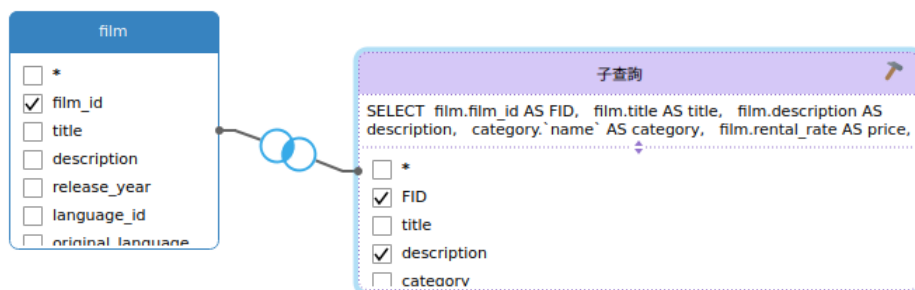 film
*
film_id
title
description
release_year
language_id
original_language
子查詢
SELECT film.film_id AS FID, film.title AS title, film.description AS
description, category.`name` AS category, film.rental_rate AS price,
*
FID
title
description
category